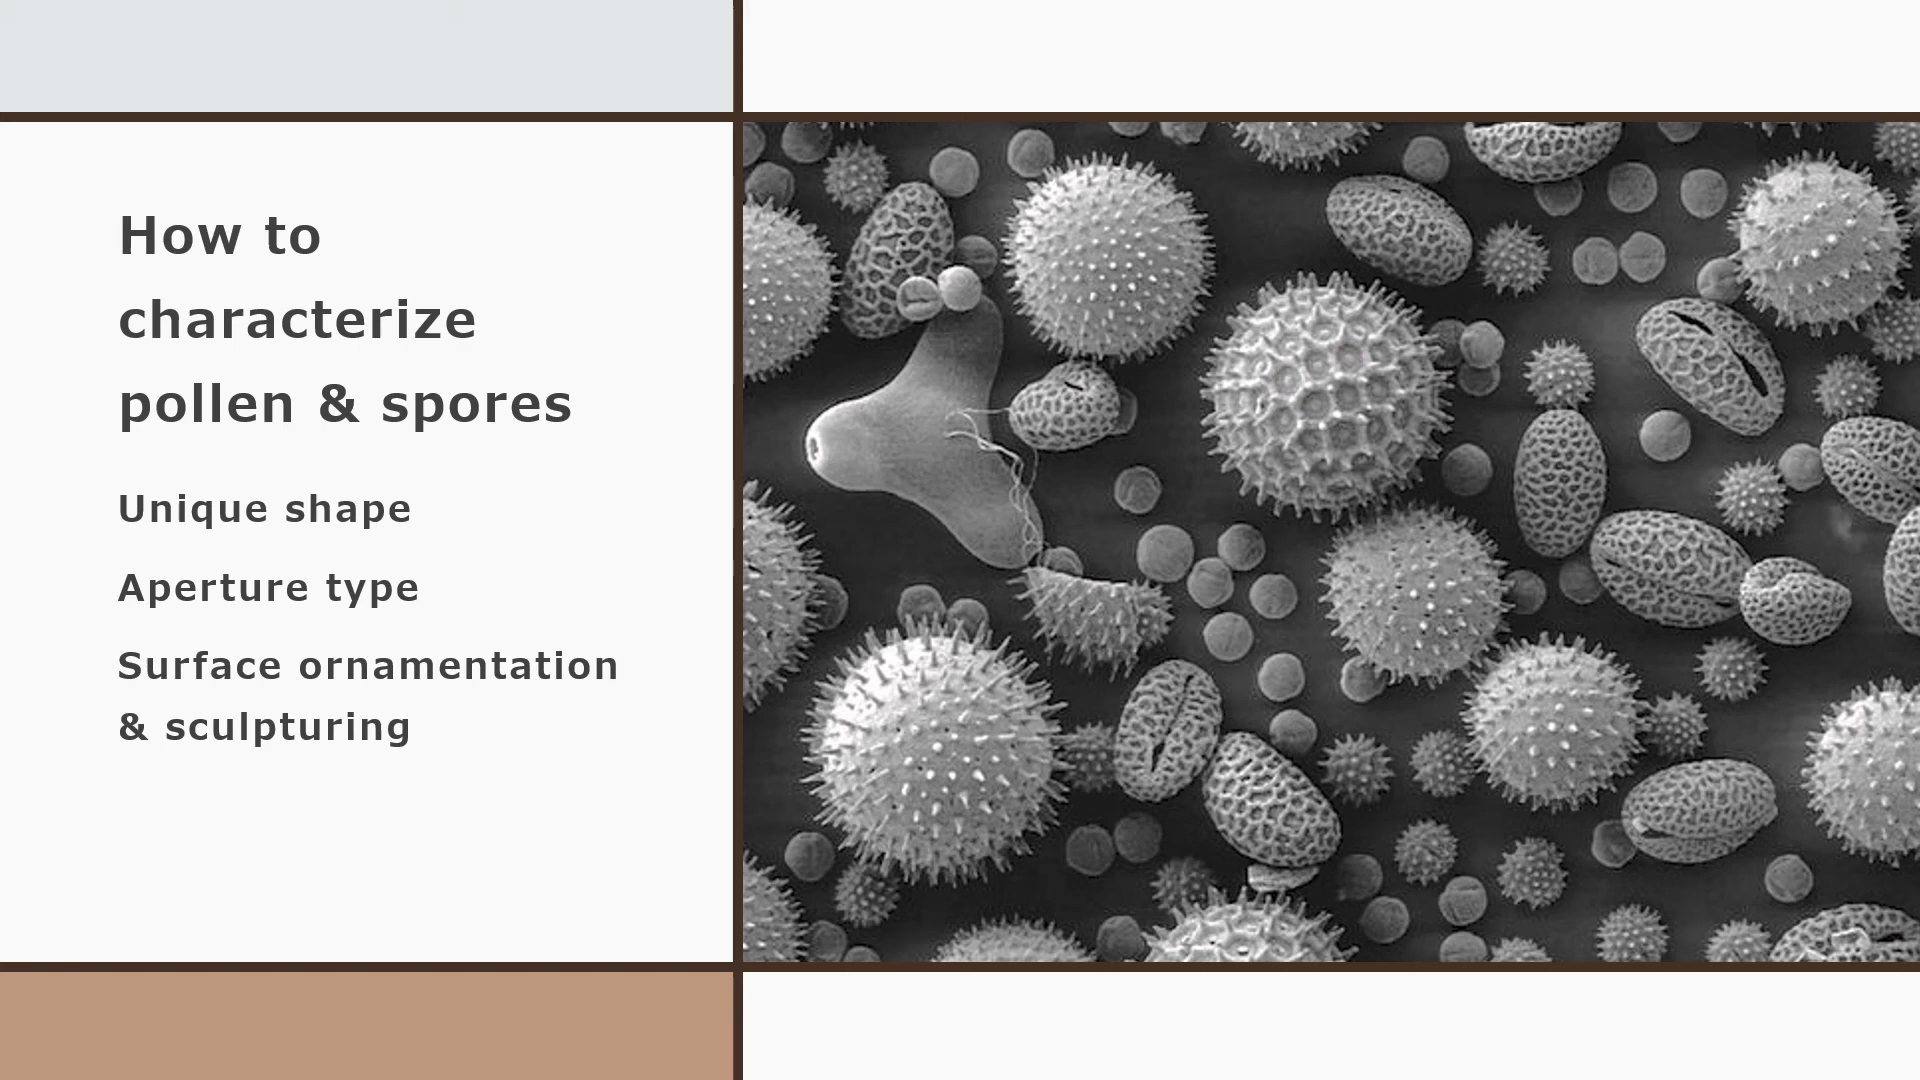 How to
characterize
pollen & spores
Unique shape
Aperture type
Surface ornamentation
& sculpturing